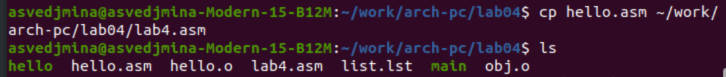 asvedjmina@asvedjmina-Modern-15-B12M:~/work/arch-pc/lab04$ cp hello.asm ~/work/
arch-pc/lab04/lab4.asm
asvedjmina@asvedjmina-Modern-15-B12M:~/work/arch-pc/lab04$ ls
hello  hello.asm  hello.o  lab4.asm  list.lst  main  obj.o